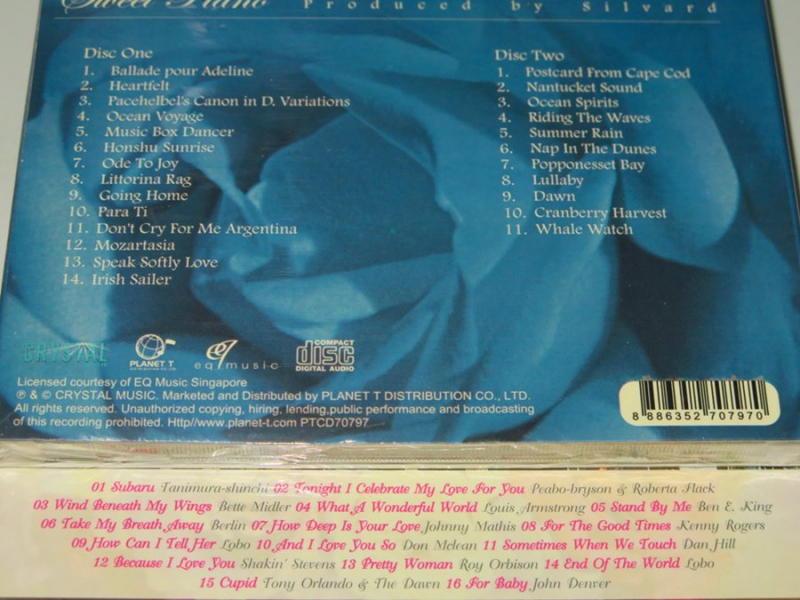 Sweet Piano Produced by Silvard
Disc One
1. Ballade pour Adeline
2. Heartfelt
3. Pacehelbel's Canon in D. Variations
4. Ocean Voyage
5. Music Box Dancer
6. Honshu Sunrise
7. Ode To Joy
8. Littorina Rag
9. Going Home
10. Para Ti
11. Don't Cry For Me Argentina
12. Mozartasia
13. Speak Softly Love
14. Irish Sailer
Disc Two
1. Postcard From Cape Cod
2. Nantucket Sound
3. Ocean Spirits
4. Riding The Waves
5. Summer Rain
6. Nap In The Dunes
7. Popponesset Bay
8. Lullaby
9. Dawn
10. Cranberry Harvest
11. Whale Watch
CRYSTAL
PLANET T
eq music
COMPACT
disc
DIGITAL AUDIO
Licensed courtesy of EQ Music Singapore
℗ & © CRYSTAL MUSIC. Marketed and Distributed by PLANET T DISTRIBUTION CO., LTD.
All rights reserved. Unauthorized copying, hiring, lending,public performance and broadcasting
of this recording prohibited. Http//www.planet-t.com PTCD70797
8 886352 707970
01 Subaru Tanimura-shinchi 02 Tonight I Celebrate My Love For You Peabo-bryson & Roberta Flack
03 Wind Beneath My Wings Bette Midler 04 What A Wonderful World Louis Armstrong 05 Stand By Me Ben E. King
06 Take My Breath Away Berlin 07 How Deep Is Your Love Johnny Mathis 08 For The Good Times Kenny Rogers
09 How Can I Tell Her Lobo 10 And I Love You So Don Mclean 11 Sometimes When We Touch Dan Hill
12 Because I Love You Shakin' Stevens 13 Pretty Woman Roy Orbison 14 End Of The World Lobo
15 Cupid Tony Orlando & The Dawn 16 For Baby John Denver